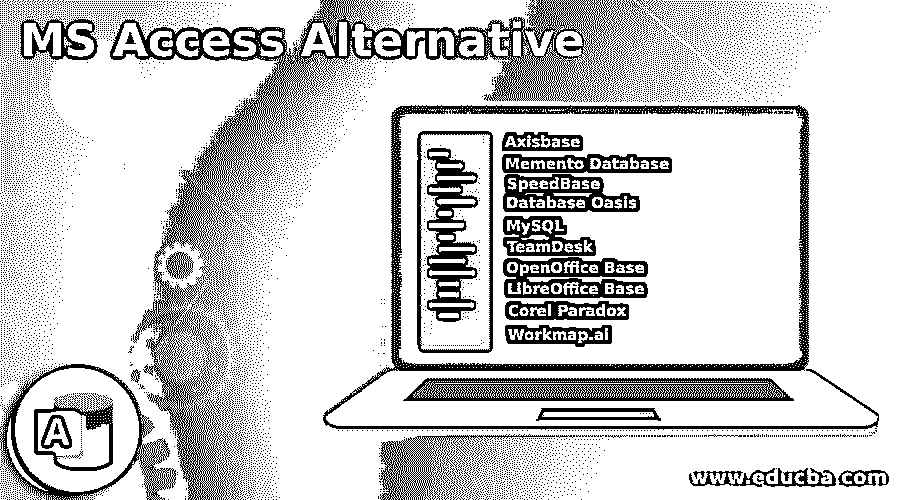 MS Access Alternative
Axisbase
Memento Database
SpeedBase
Database Oasis
MySQL
TeamDesk
OpenOffice Base
LibreOffice Base
Corel Paradox
Workmap.ai
A
www.educba.com